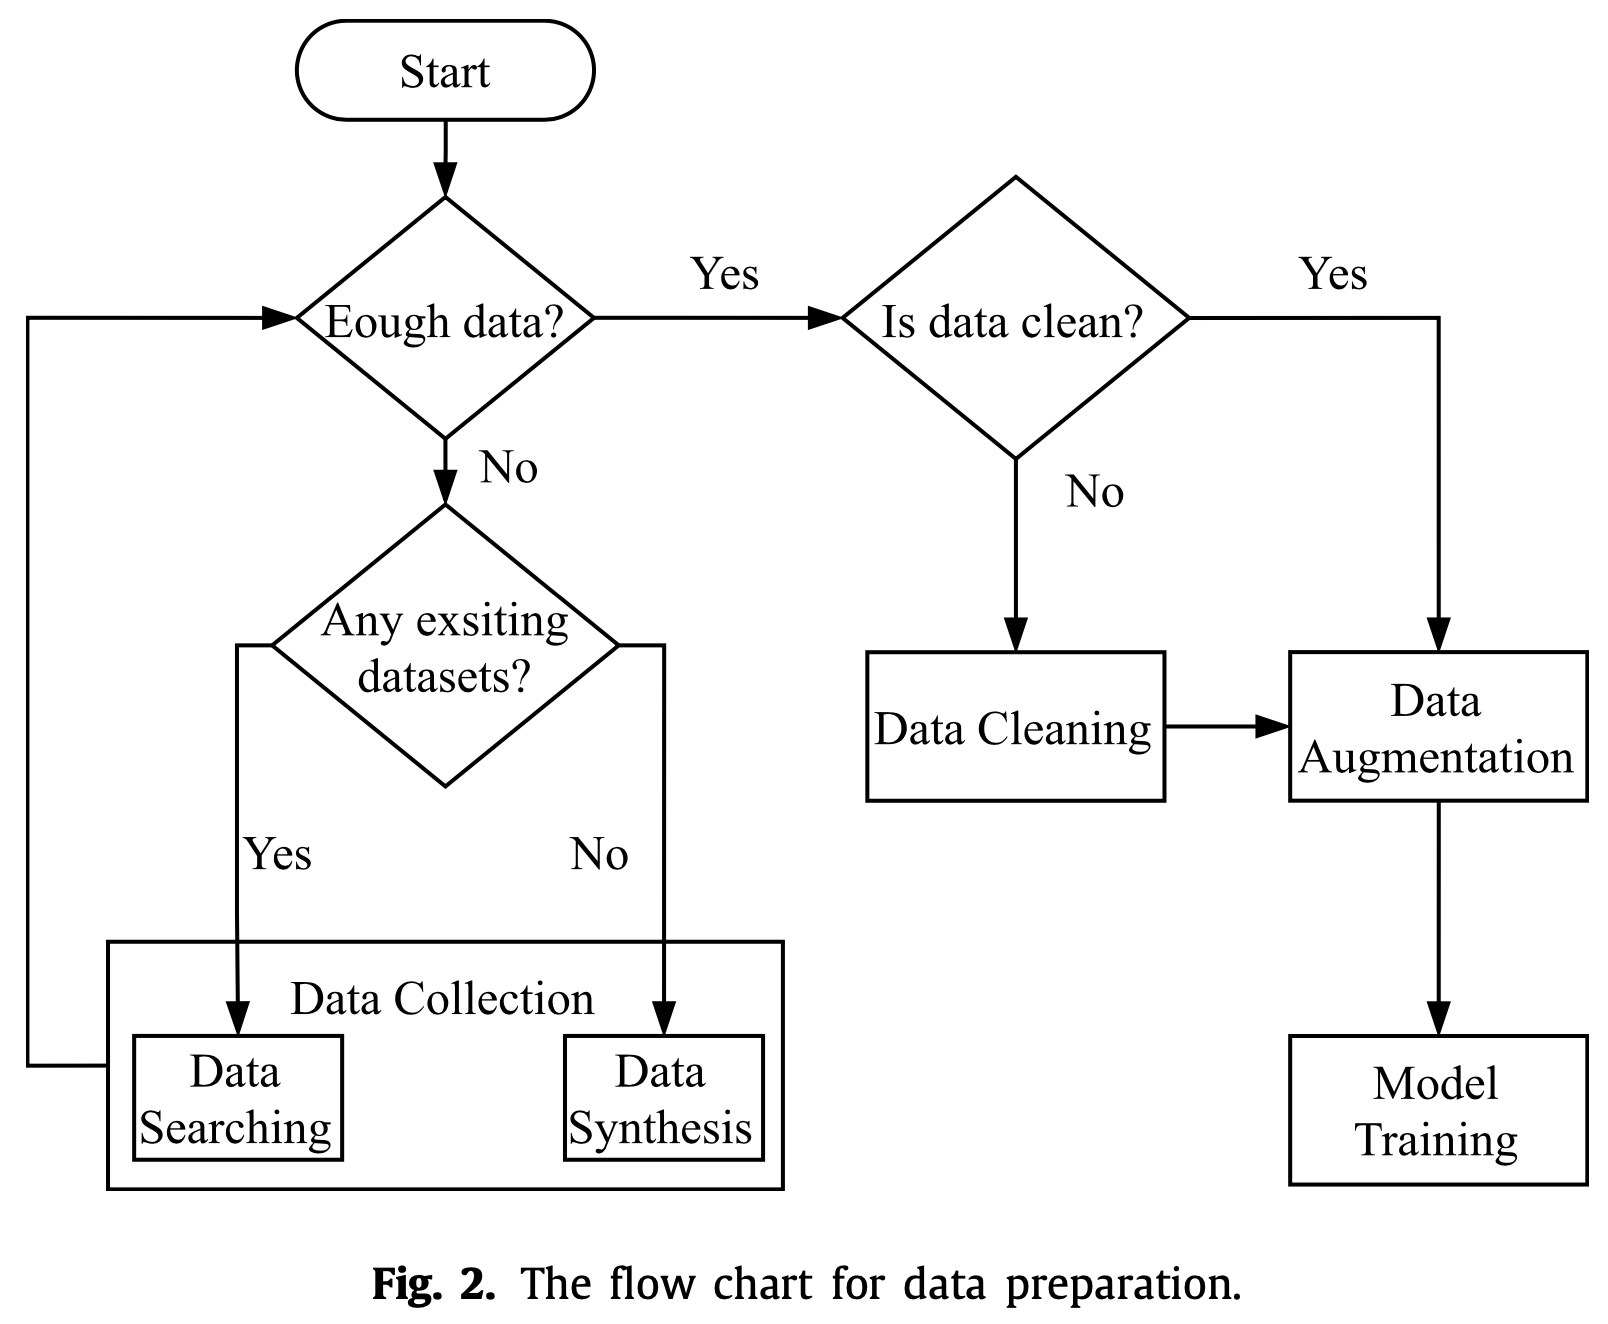 Start
Eough data?
Yes
Is data clean?
Yes
No
No
Any exsiting
datasets?
Data Cleaning
Data
Augmentation
Yes
No
Data Collection
Data
Searching
Data
Synthesis
Model
Training
Fig. 2. The flow chart for data preparation.